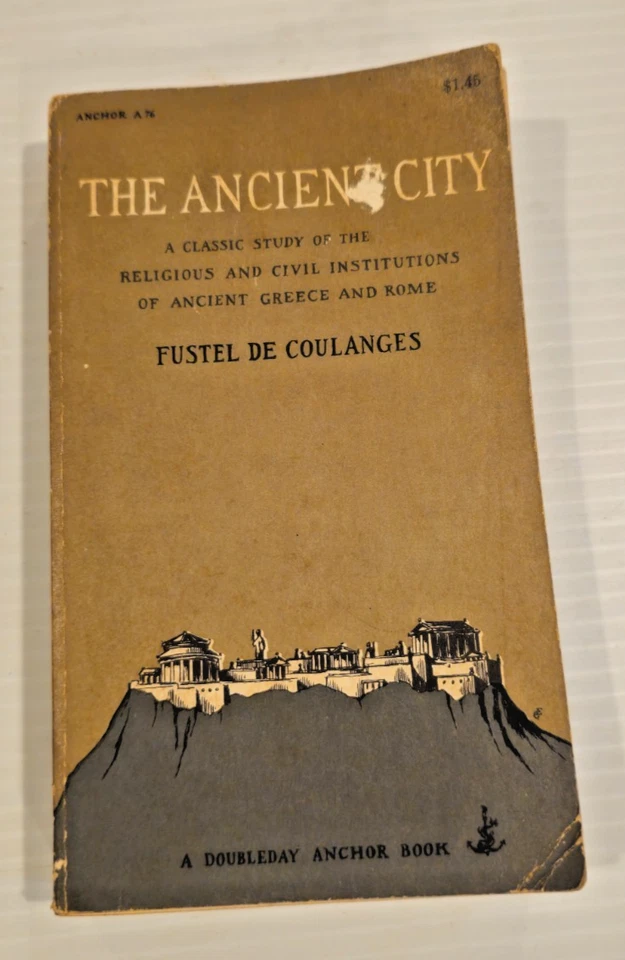 ANCHOR A76
$1.45
THE ANCIENT CITY
A CLASSIC STUDY OF THE
RELIGIOUS AND CIVIL INSTITUTIONS
OF ANCIENT GREECE AND ROME
FUSTEL DE COULANGES
A DOUBLEDAY ANCHOR BOOK